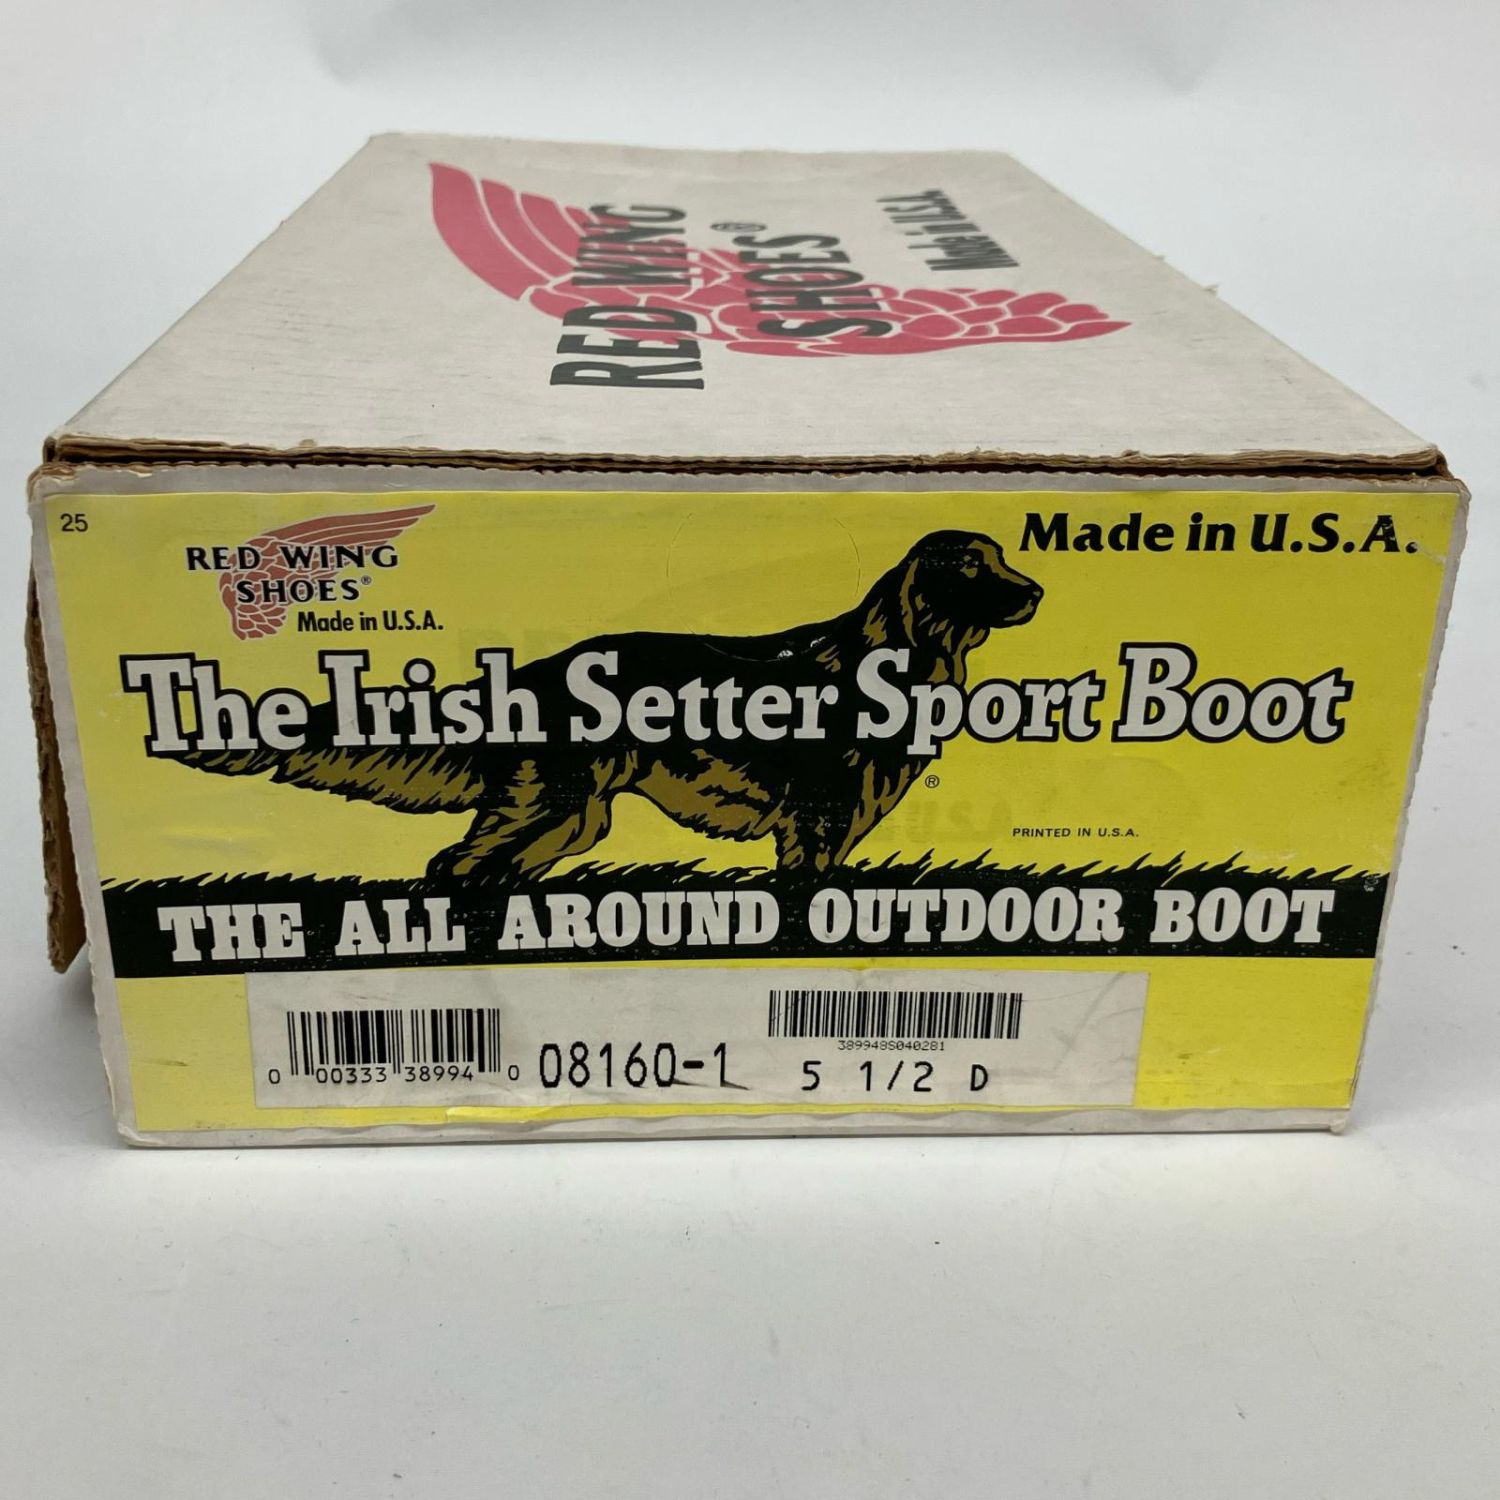 RED WING
SHOES®
Made in U.S.A.
25
RED WING
SHOES®
Made in U.S.A.
Made in U.S.A.
The Irish Setter Sport Boot
®
PRINTED IN U.S.A.
THE ALL AROUND OUTDOOR BOOT
0 00333 38994 0
08160-1
389948S040281
5 1/2 D